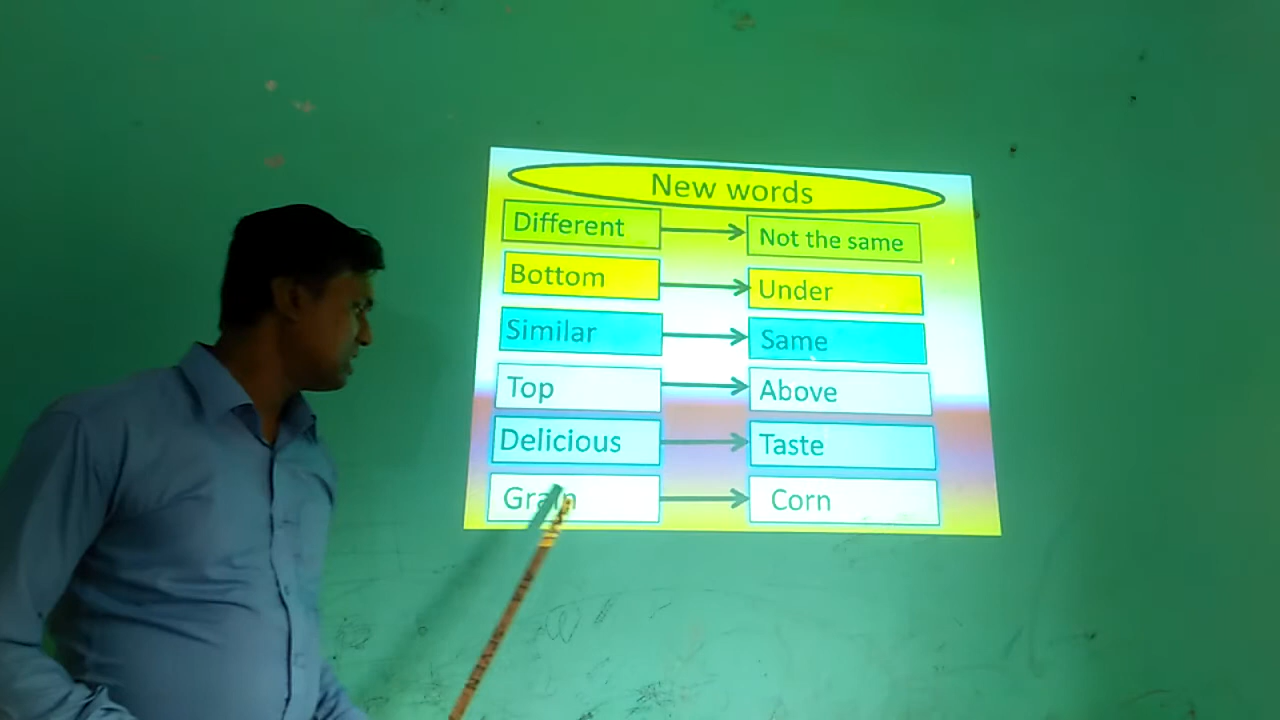 New words
Different
Not the same
Bottom
Under
Similar
Same
Top
Above
Delicious
Taste
Grain
Corn